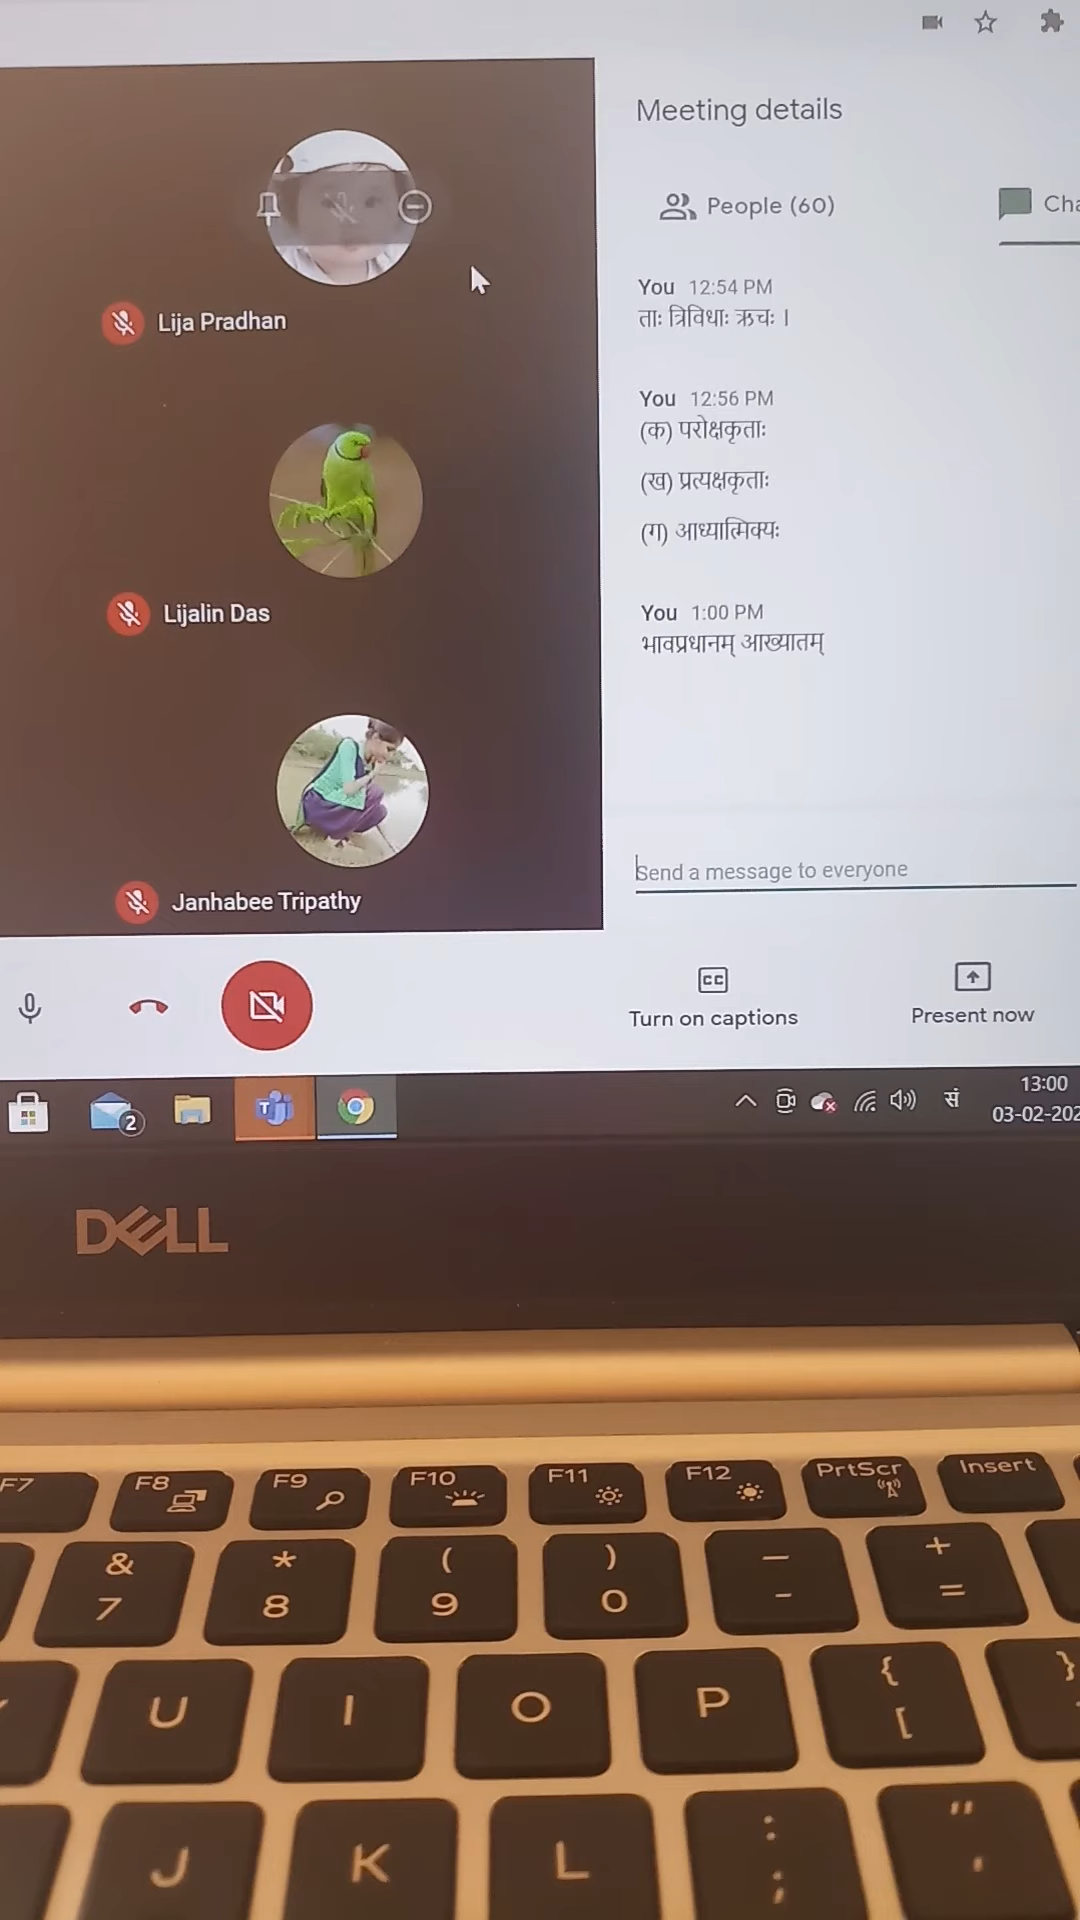 Meeting details
People (60)
Cha
You 12:54 PM
ताः त्रिविधाः ऋचः ।
You 12:56 PM
(क) परोक्षकृताः
(ख) प्रत्यक्षकृताः
(ग) आध्यात्मिक्यः
You 1:00 PM
भावप्रधानम् आख्यातम्
Send a message to everyone
Lija Pradhan
Lijalin Das
Janhabee Tripathy
CC
Turn on captions
Present now
2
T
सं
13:00
03-02-202
DELL
F7 F8 F9 F10 F11 F12 PrtScr Insert
& * ( ) — +
7 8 9 0 - =
U I O P { [ }
J K L : ; " '